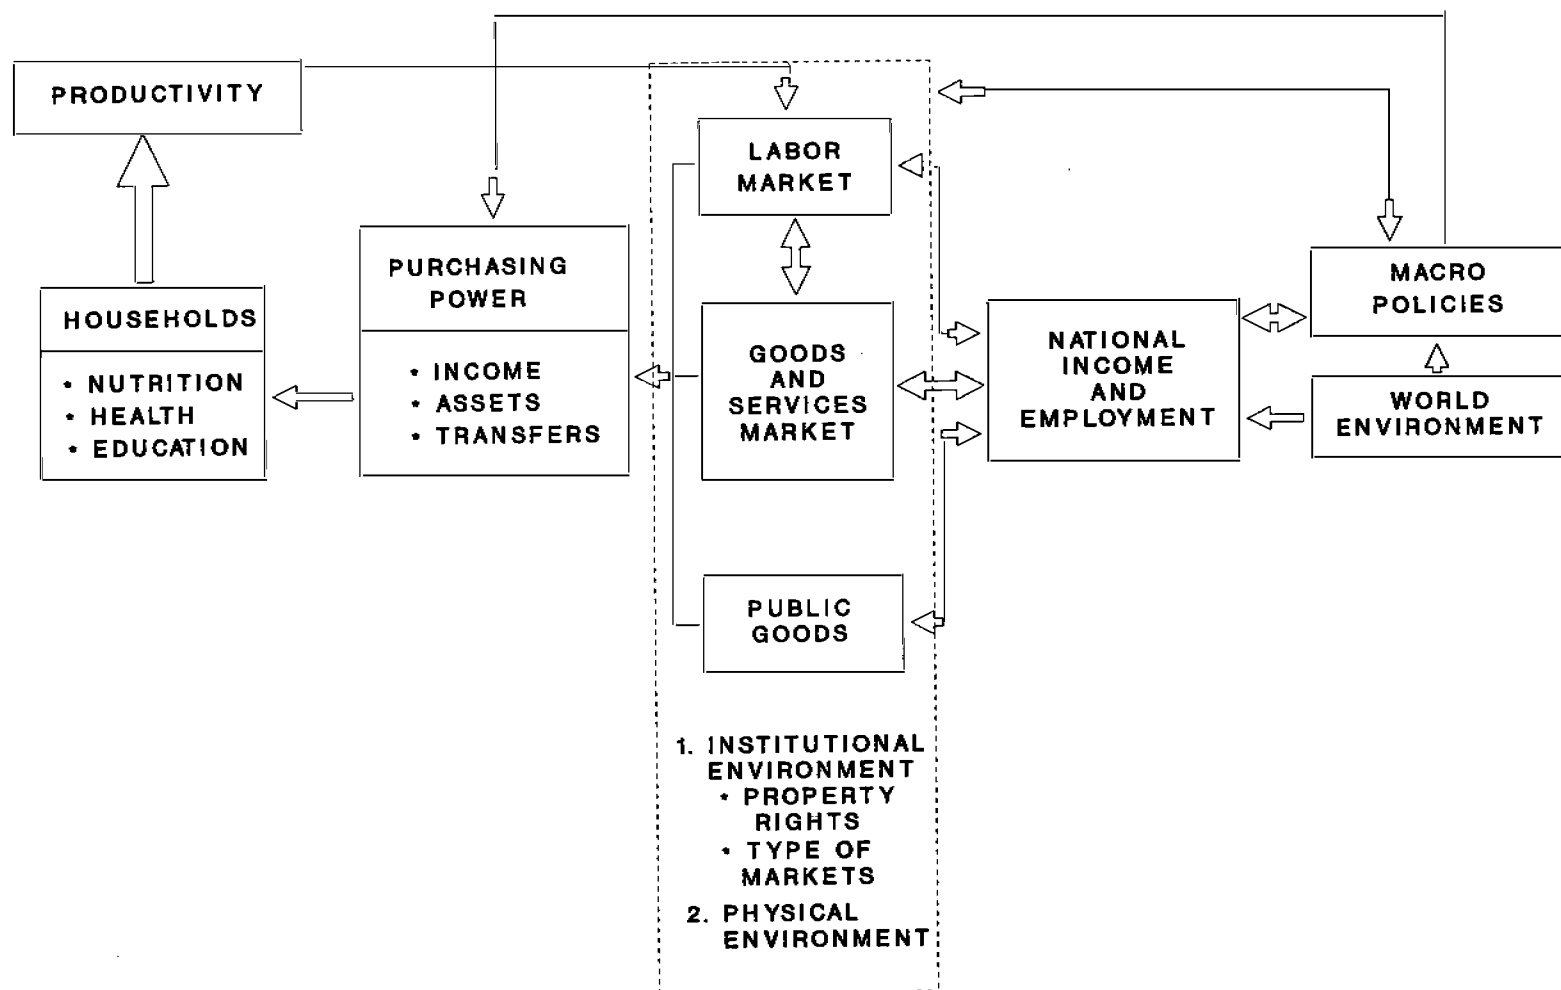 PRODUCTIVITY
HOUSEHOLDS
• NUTRITION
• HEALTH
• EDUCATION
PURCHASING
POWER
• INCOME
• ASSETS
• TRANSFERS
LABOR
MARKET
GOODS
AND
SERVICES
MARKET
PUBLIC
GOODS
1. INSTITUTIONAL
ENVIRONMENT
• PROPERTY
RIGHTS
• TYPE OF
MARKETS
2. PHYSICAL
ENVIRONMENT
NATIONAL
INCOME
AND
EMPLOYMENT
MACRO
POLICIES
WORLD
ENVIRONMENT